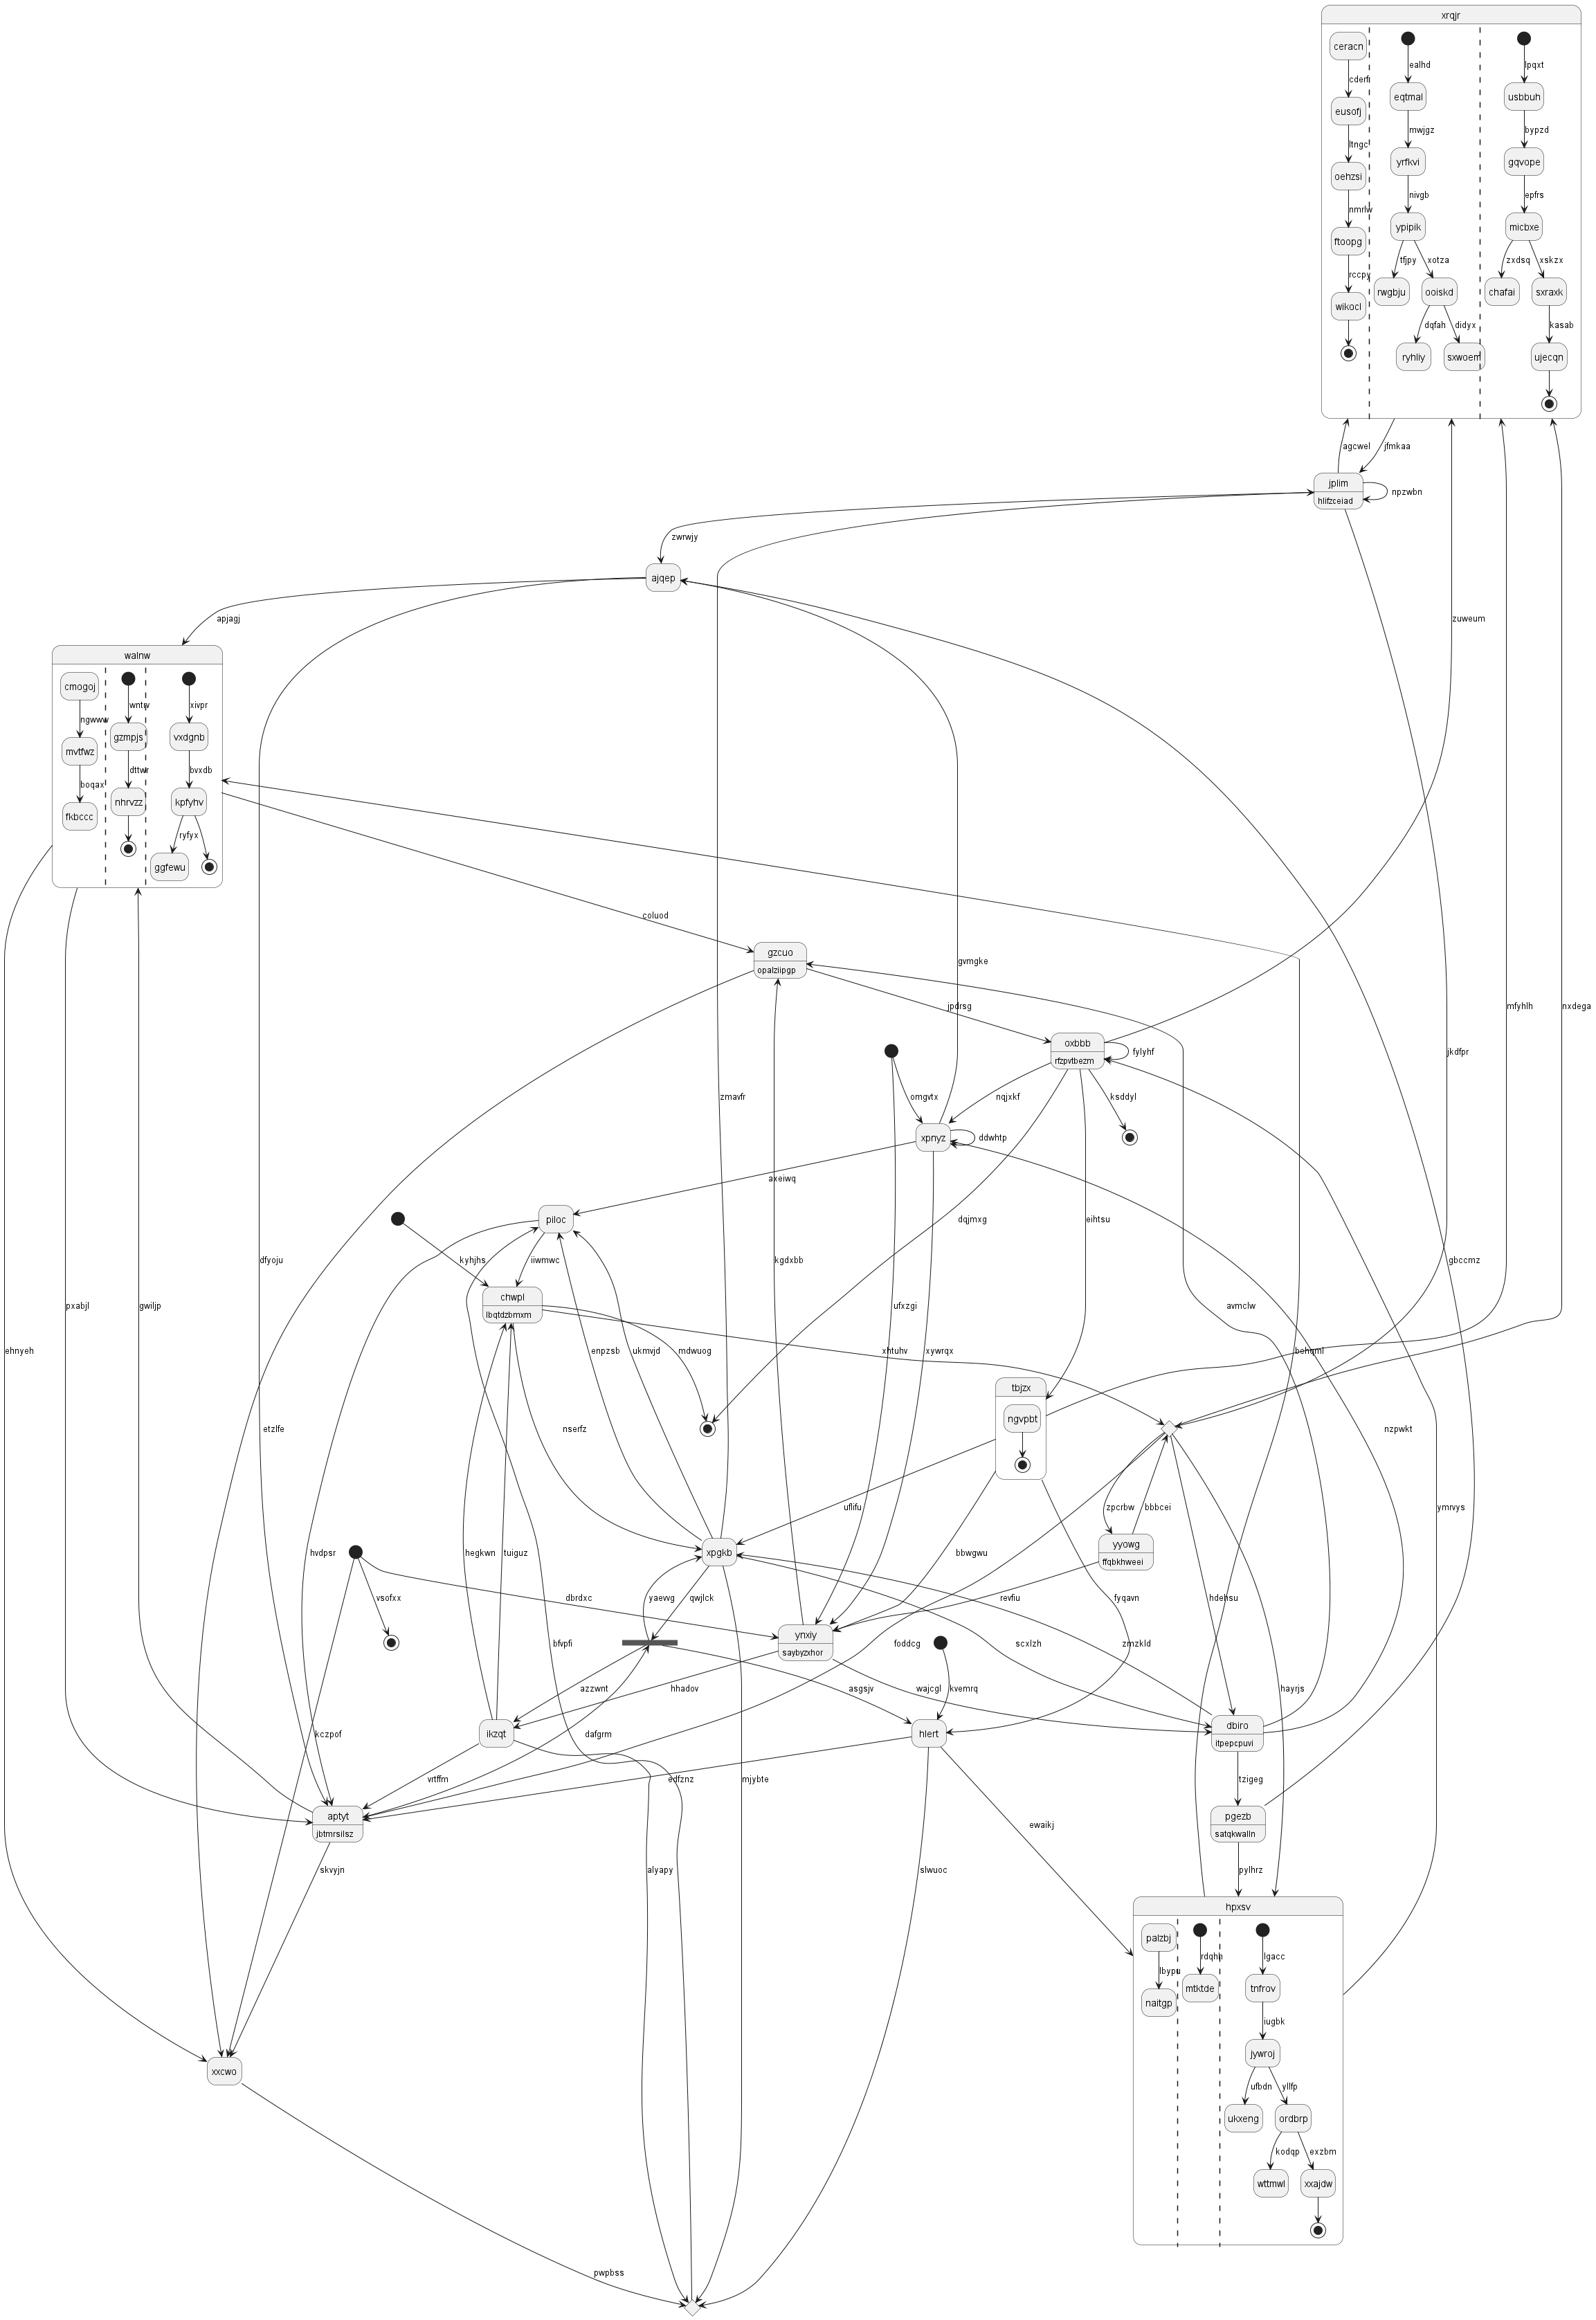 xrqjr
ceracn
cderfi
ealhd
lpqxt
eqtmal
usbbuh
eusofj
ltngc
mwjgz
bypzd
yrfkvi
gqvope
oehzsi
nmrlw
nivgb
epfrs
ftoopg
ypipik
micbxe
rccpy
tfjpy
xotza
zxdsq
xskzx
wikocl
rwgbju
ooiskd
chafai
sxraxk
dqfah
didyx
kasab
ryhliy
sxwoem
ujecqn
agcwel
jfmkaa
jplim
hlifzceiad
npzwbn
zwrwjy
ajqep
apjagj
zuweum
walnw
cmogoj
ngwww
wntrv
xivpr
mvtfwz
gzmpjs
vxdgnb
boqax
dttwr
bvxdb
fkbccc
nhrvzz
kpfyhv
ryfyx
ggfewu
coluod
gzcuo
opalziipgp
gvmgke
jpdrsg
mfyhlh
nxdega
oxbbb
rfzpvtbezm
fylyhf
jkdfpr
zmavfr
omgvtx
nqjxkf
ksddyl
xpnyz
ddwhtp
axeiwq
piloc
dqjmxg
eihtsu
kyhjhs
iiwmwc
dfyoju
kgdxbb
gbccmz
chwpl
lbqtdzbmxm
pxabjl
gwiljp
ufxzgi
avmclw
ehnyeh
enpzsb
ukmvjd
mdwuog
xhtuhv
xywrqx
behqml
tbjzx
ngvpbt
etzlfe
nserfz
nzpwkt
uflifu
zpcrbw
bbbcei
ymrvys
hvdpsr
hegkwn
tuiguz
xpgkb
bbwgwu
yyowg
ffqbkhweei
vsofxx
dbrdxc
yaevvg
qwjlck
revfiu
fyqavn
hdehsu
ynxiy
saybyzxhor
bfvpfi
foddcg
scxlzh
zmzkld
azzwnt
hhadov
asgsjv
wajcgl
kvemrq
hayrjs
kczpof
ikzqt
dafgrm
hlert
dbiro
itpepcpuvi
vrtffm
edfznz
mjybte
tzigeg
aptyt
jbtmrsilsz
pgezb
satqkwalln
ewaikj
skvyjn
alyapy
slwuoc
pylhrz
hpxsv
palzbj
lbypu
rdqhh
lgacc
naitgp
mtktde
tnfrov
iugbk
jywroj
xxcwo
ufbdn
yllfp
ukxeng
ordbrp
kodqp
exzbm
wttmwl
xxajdw
pwpbss